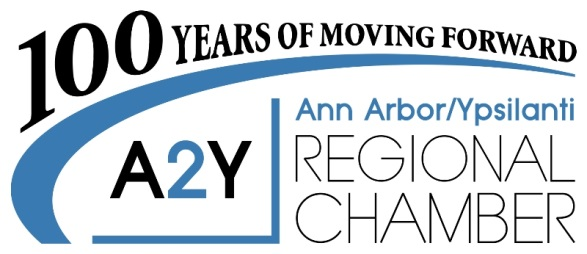 100 YEARS OF MOVING FORWARD
A2Y
Ann Arbor/Ypsilanti
REGIONAL
CHAMBER